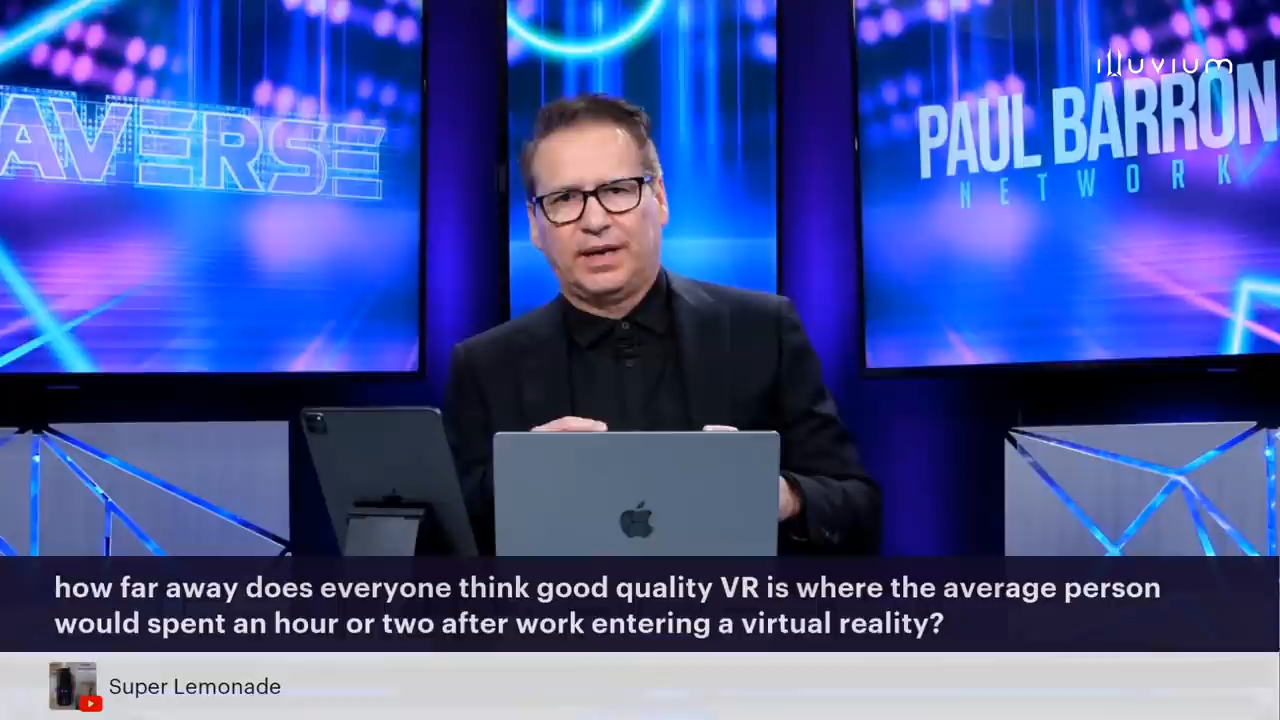 illuvium
AVERSE
PAUL BARRON
NETWORK
how far away does everyone think good quality VR is where the average person
would spent an hour or two after work entering a virtual reality?
Super Lemonade